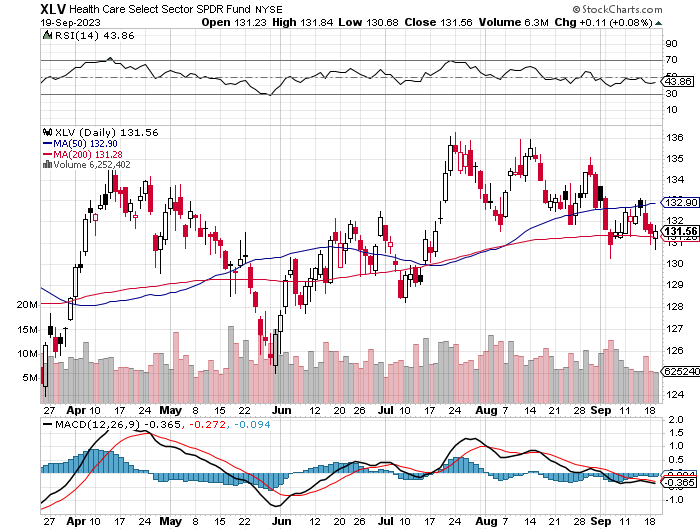 XLV Health Care Select Sector SPDR Fund NYSE © StockCharts.com
19-Sep-2023 Open 131.23 High 131.84 Low 130.68 Close 131.56 Volume 6.3M Chg +0.11 (+0.08%)
RSI(14) 43.86
90
70
50
43.86
30
10
XLV (Daily) 131.56
MA(50) 132.90
MA(200) 131.28
Volume 6,252,402
136
135
134
133
132.90
132
131.56
131
130
129
128
127
126
125
124
20M
15M
10M
5M
625240
27 Apr 10 17 24 May 8 15 22 Jun 12 20 26 Jul 10 17 24 Aug 7 14 21 28 Sep 11 18
MACD(12,26,9) -0.365, -0.272, -0.094
2.0
1.5
1.0
0.5
0.0
-0.365
-1.0
27 Apr 10 17 24 May 8 15 22 Jun 12 20 26 Jul 10 17 24 Aug 7 14 21 28 Sep 11 18